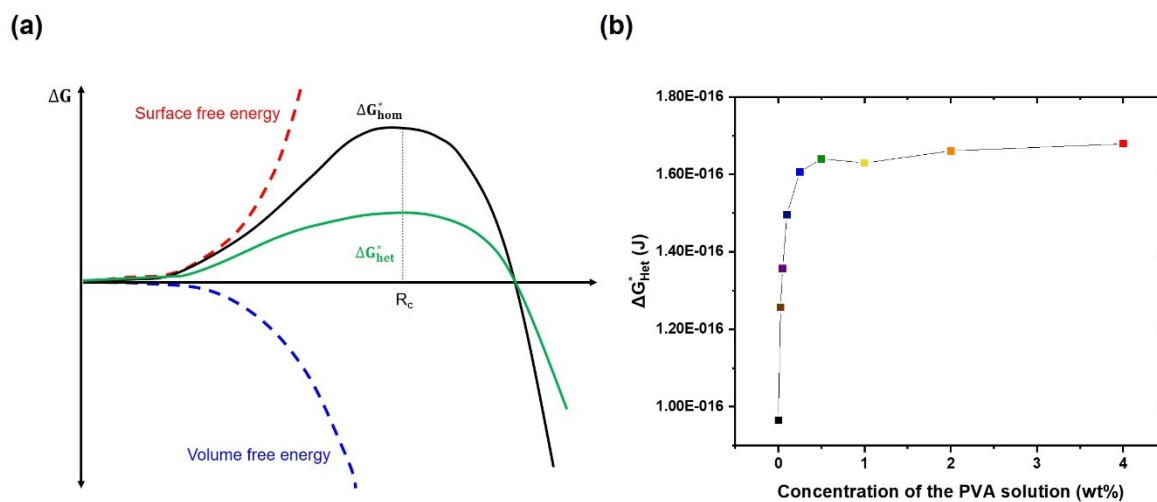 (a)
ΔG
Surface free energy
ΔG*hom
ΔG*het
Rc
Volume free energy
(b)
ΔG*Het (J)
1.80E-016
1.60E-016
1.40E-016
1.20E-016
1.00E-016
0 1 2 3 4
Concentration of the PVA solution (wt%)